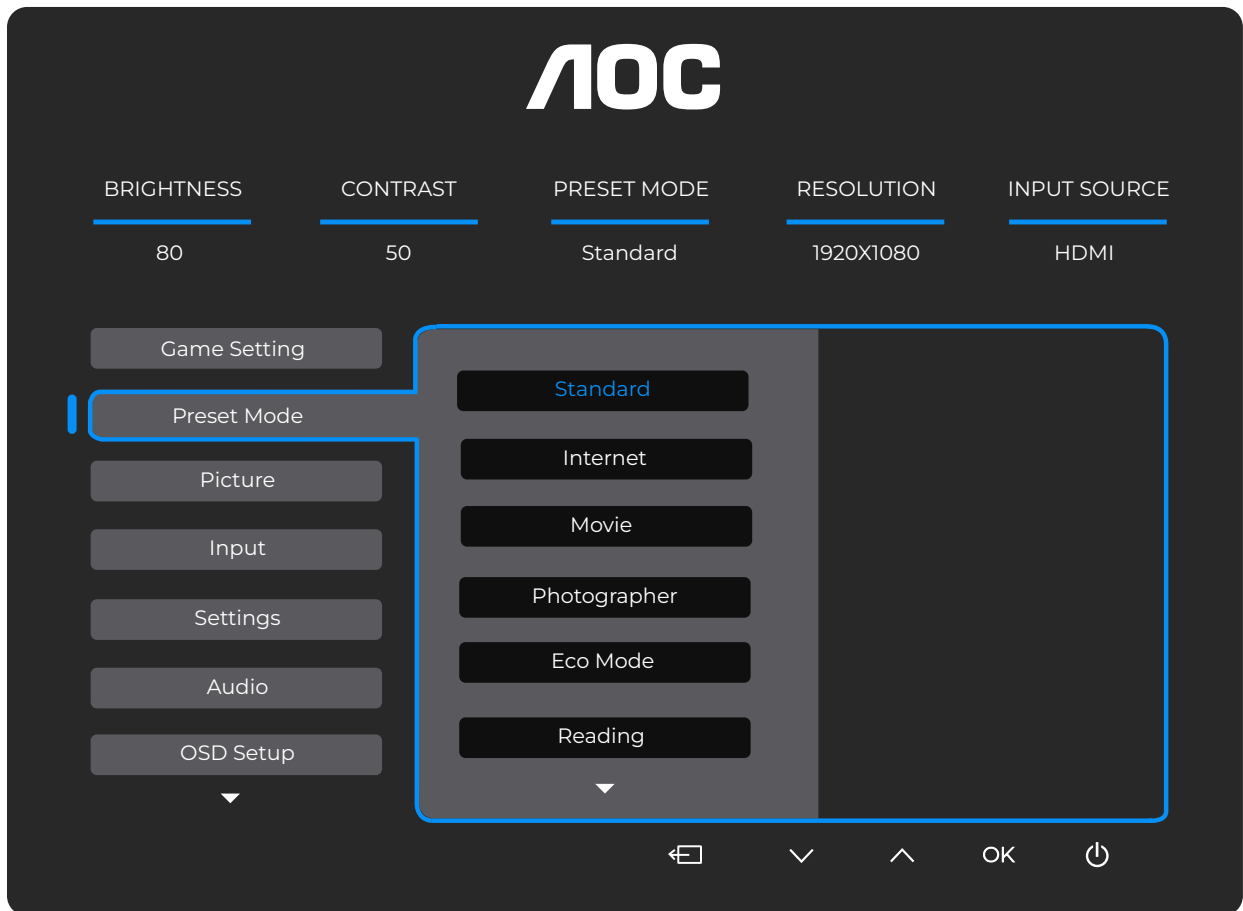 AOC
BRIGHTNESS CONTRAST PRESET MODE RESOLUTION INPUT SOURCE
80 50 Standard 1920X1080 HDMI
Game Setting
Preset Mode
Picture
Input
Settings
Audio
OSD Setup
Standard
Internet
Movie
Photographer
Eco Mode
Reading
OK